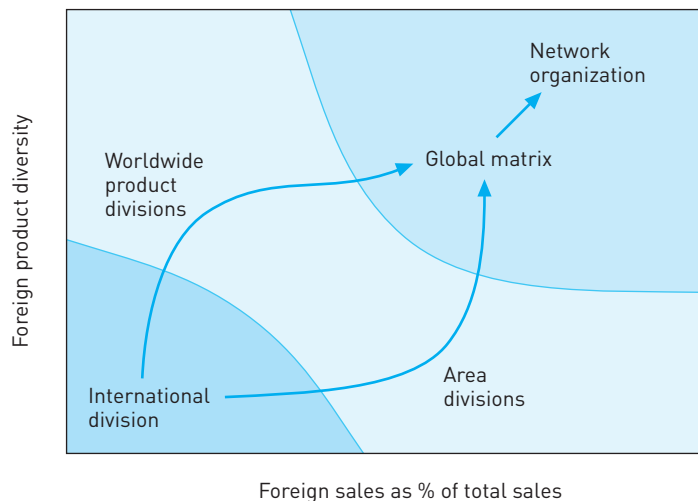 Network
organization
Worldwide
product
divisions
Global matrix
Foreign product diversity
International
division
Area
divisions
Foreign sales as % of total sales